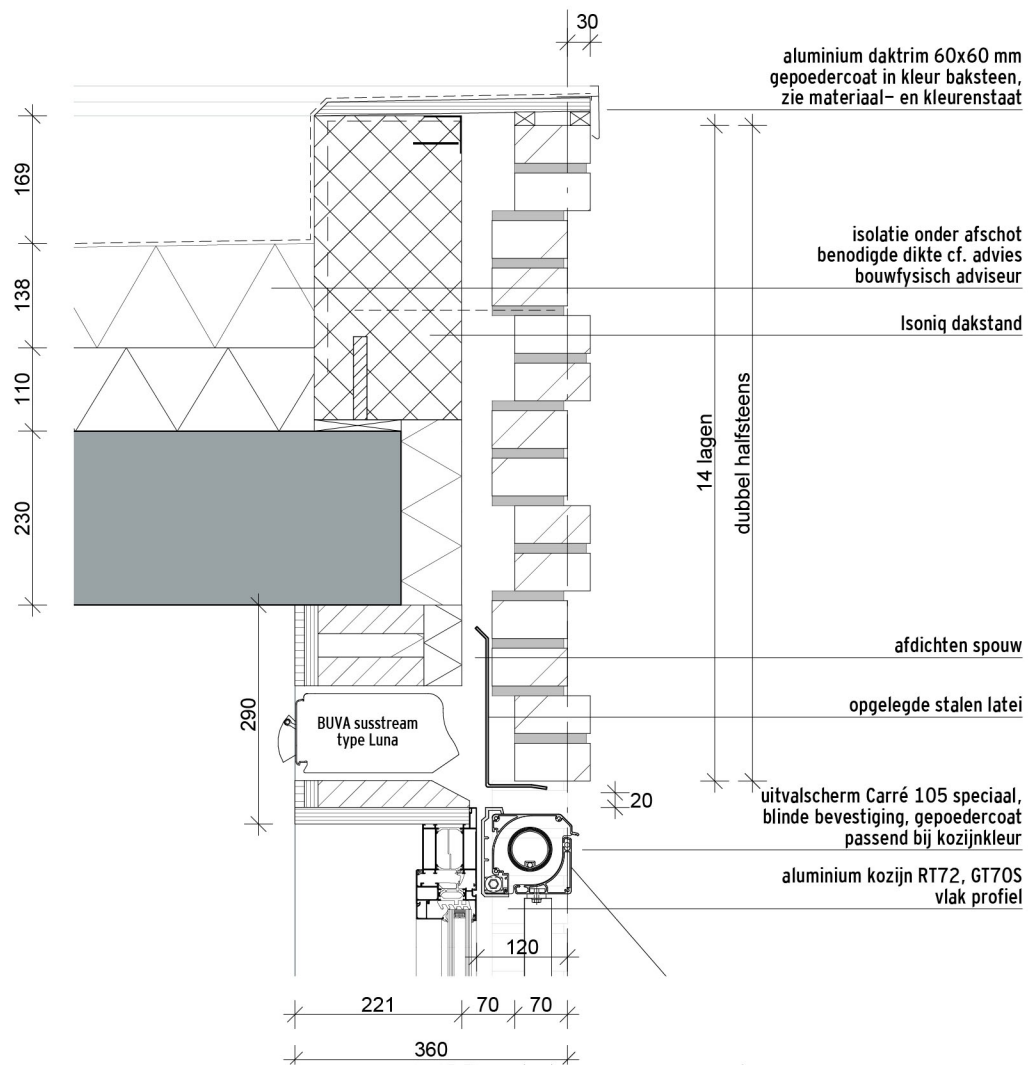 30
aluminium daktrim 60x60 mm
gepoedercoat in kleur baksteen,
zie materiaal- en kleurenstaat
169
138
110
230
290
isolatie onder afschot
benodigde dikte cf. advies
bouwfysisch adviseur
Isoniq dakstand
14 lagen
dubbel halfsteens
afdichten spouw
opgelegde stalen latei
BUVA susstream
type Luna
20
uitvalscherm Carré 105 speciaal,
blinde bevestiging, gepoedercoat
passend bij kozijnkleur
aluminium kozijn RT72, GT70S
vlak profiel
120
221
70
70
360